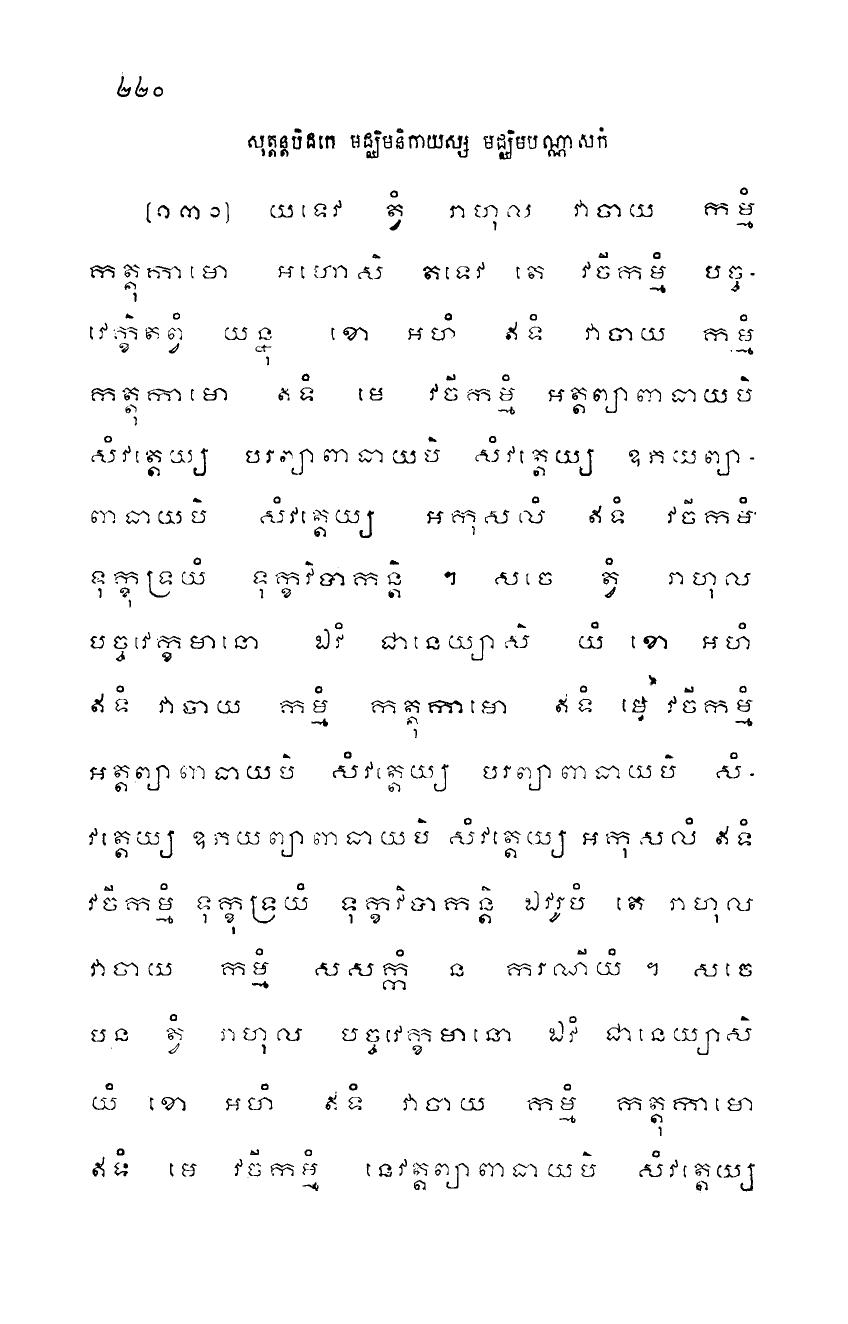 ២២០
សុត្តន្តបិដកេ មជ្ឈិមនិកាយស្ស មជ្ឈិមបណ្ណាសកំ
[១៣១] យទេវ ត្វំ រាហុល វាចាយ កម្មំ
កត្តុកាមោ អហោសិ តទេវ តេ វចីកម្មំ បច្ច-
វេក្ខិតព្វំ យន្នុ ខោ អហំ ឥទំ វាចាយ កម្មំ
កត្តុកាមោ ឥទំ មេ វចីកម្មំ អត្តព្យាពាធាយបិ
សំវត្តេយ្យ បរព្យាពាធាយបិ សំវត្តេយ្យ ឧភយព្យា-
ពាធាយបិ សំវត្តេយ្យ អកុសលំ ឥទំ វចីកម្មំ
ទុក្ខុទ្រយំ ទុក្ខវិបាកន្តិ ។ សចេ ត្វំ រាហុល
បច្ចវេក្ខមានោ ឯវំ ជានេយ្យាសិ យំ ខោ អហំ
ឥទំ វាចាយ កម្មំ កត្តុកាមោ ឥទំ មេ វចីកម្មំ
អត្តព្យាពាធាយបិ សំវត្តេយ្យ បរព្យាពាធាយបិ សំ-
វត្តេយ្យ ឧភយព្យាពាធាយបិ សំវត្តេយ្យ អកុសលំ ឥទំ
វចីកម្មំ ទុក្ខុទ្រយំ ទុក្ខវិបាកន្តិ ឯវរូបំ តេ រាហុល
វាចាយ កម្មំ សសក្កំ ន ករណីយំ ។ សចេ
បន ត្វំ រាហុល បច្ចវេក្ខមានោ ឯវំ ជានេយ្យាសិ
យំ ខោ អហំ ឥទំ វាចាយ កម្មំ កត្តុកាមោ
ឥទំ មេ វចីកម្មំ នេវត្តព្យាពាធាយបិ សំវត្តេយ្យ